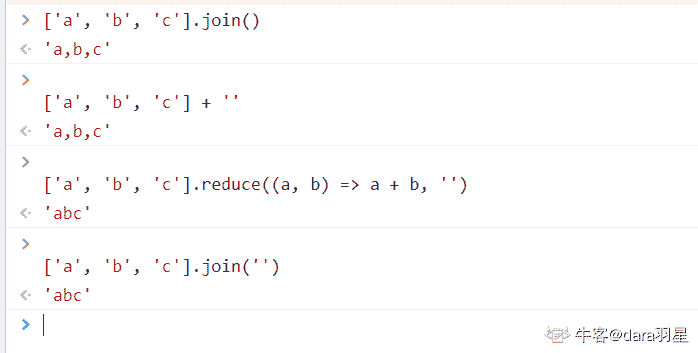 > ['a', 'b', 'c'].join()
'a,b,c'
>
['a', 'b', 'c'] + ''
'a,b,c'
>
['a', 'b', 'c'].reduce((a, b) => a + b, '')
'abc'
>
['a', 'b', 'c'].join('')
'abc'
>
牛客@dara羽星